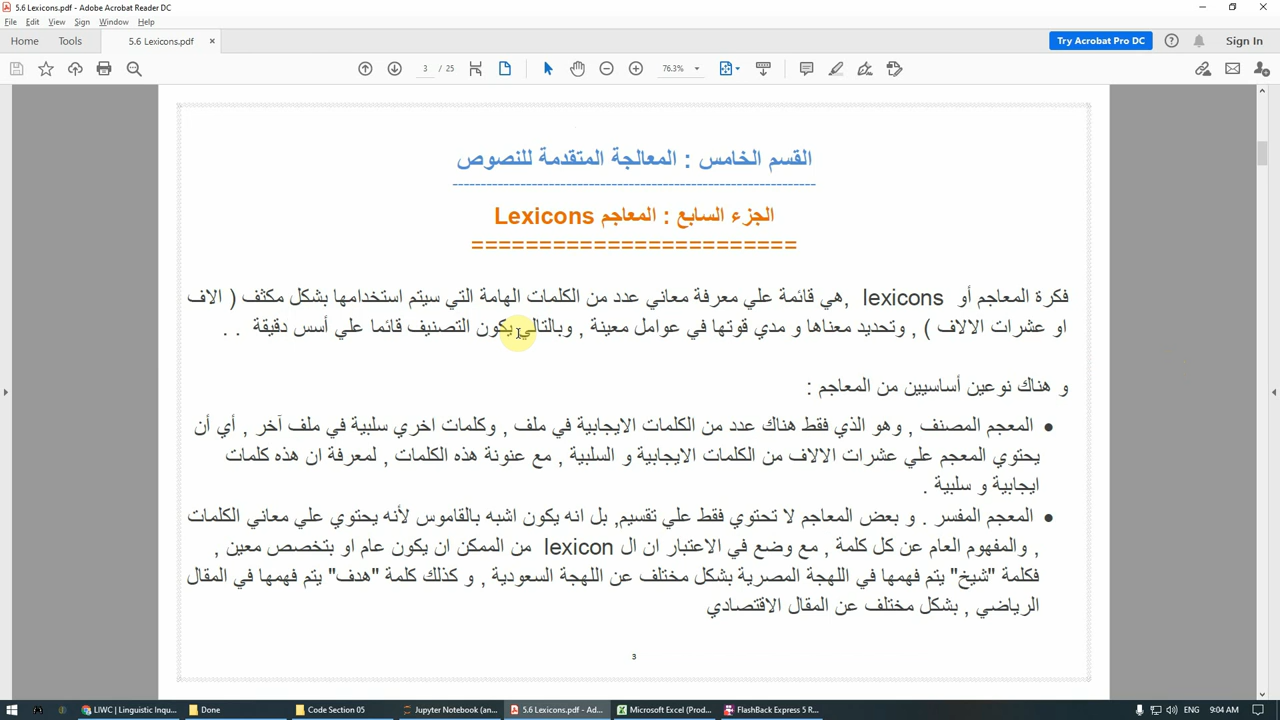 5.6 Lexicons.pdf - Adobe Acrobat Reader DC
File Edit View Sign Window Help
Home Tools 5.6 Lexicons.pdf × Try Acrobat Pro DC Sign In
3 / 25 76.3%
القسم الخامس : المعالجة المتقدمة للنصوص
----------------------------------------------------------------
الجزء السابع : المعاجم Lexicons
========================
فكرة المعاجم أو lexicons ,هي قائمة علي معرفة معاني عدد من الكلمات الهامة التي سيتم استخدامها بشكل مكثف ( الاف
او عشرات الالاف ) , وتحديد معناها و مدي قوتها في عوامل معينة , وبالتالي يكون التصنيف قائما علي أسس دقيقة . .
و هناك نوعين أساسيين من المعاجم :
• المعجم المصنف , وهو الذي فقط هناك عدد من الكلمات الايجابية في ملف , وكلمات اخري سلبية في ملف آخر , أي أن
يحتوي المعجم علي عشرات الالاف من الكلمات الايجابية و السلبية , مع عنونة هذه الكلمات , لمعرفة ان هذه كلمات
ايجابية و سلبية .
• المعجم المفسر . و بعض المعاجم لا تحتوي فقط علي تقسيم, بل انه يكون اشبه بالقاموس لأنه يحتوي علي معاني الكلمات
, والمفهوم العام عن كل كلمة , مع وضع في الاعتبار ان ال lexicon من الممكن ان يكون عام او بتخصص معين ,
فكلمة "شيخ" يتم فهمها في اللهجة المصرية بشكل مختلف عن اللهجة السعودية , و كذلك كلمة "هدف" يتم فهمها في المقال
الرياضي , بشكل مختلف عن المقال الاقتصادي
3
LIWC | Linguistic Inqu... Done Code Section 05 Jupyter Notebook (an... 5.6 Lexicons.pdf - Ad... Microsoft Excel (Prod... FlashBack Express 5 R... ENG 9:04 AM